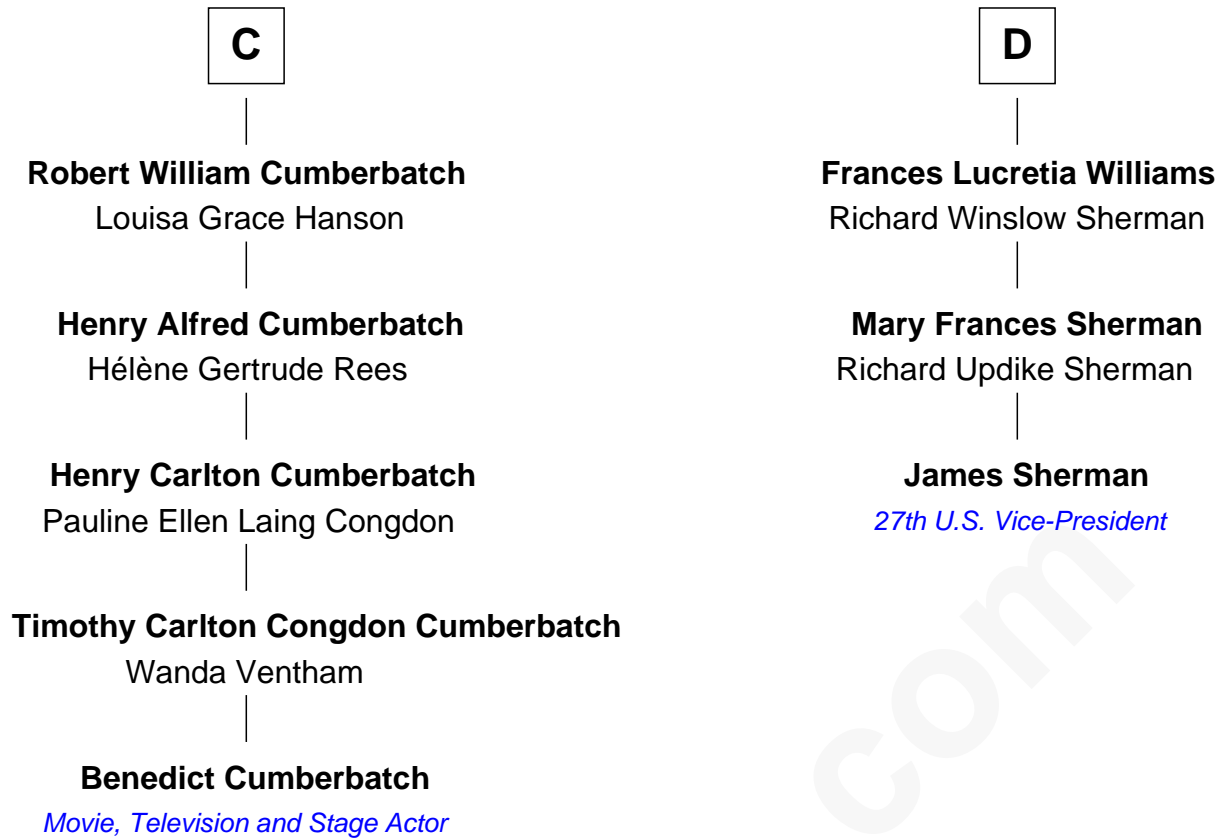 C
Robert William Cumberbatch
Louisa Grace Hanson
Henry Alfred Cumberbatch
Hélène Gertrude Rees
Henry Carlton Cumberbatch
Pauline Ellen Laing Congdon
Timothy Carlton Congdon Cumberbatch
Wanda Ventham
Benedict Cumberbatch
Movie, Television and Stage Actor
D
Frances Lucretia Williams
Richard Winslow Sherman
Mary Frances Sherman
Richard Updike Sherman
James Sherman
27th U.S. Vice-President
com